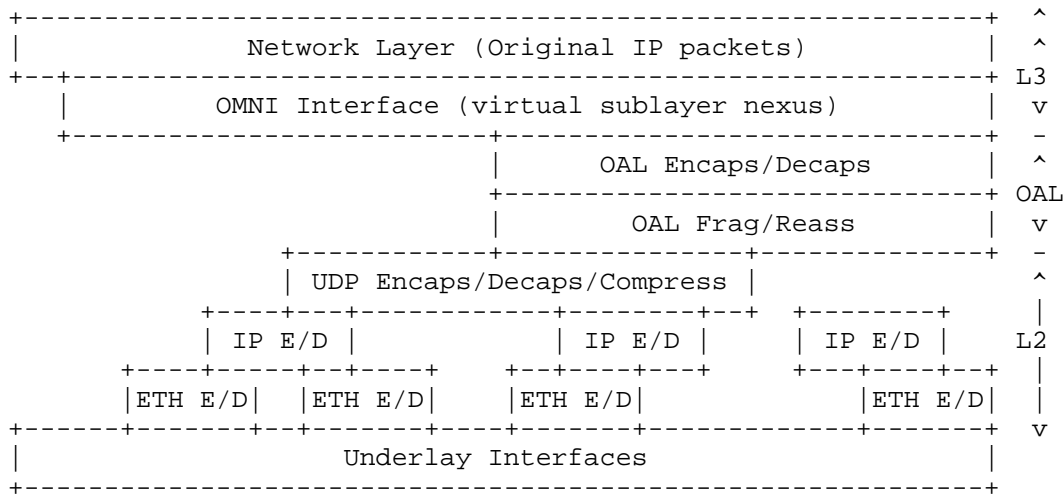 +------------------------------------------------------------+  ^
|              Network Layer (Original IP packets)           |  ^
+--+---------------------------------------------------------+ L3
   |         OMNI Interface (virtual sublayer nexus)         |  v
   +--------------------------+------------------------------+  -
                              |      OAL Encaps/Decaps       |  ^
                              +------------------------------+ OAL
                              |        OAL Frag/Reass        |  v
                 +------------+---------------+--------------+  -
                 | UDP Encaps/Decaps/Compress |                 ^
            +----+---+------------+--------+--+  +--------+     |
            | IP E/D |            | IP E/D |     | IP E/D |    L2
       +----+-----+--+----+    +--+----+---+     +---+----+--+  |
       |ETH E/D|  |ETH E/D|    |ETH E/D|             |ETH E/D|  |
+------+-------+--+-------+----+-------+-------------+-------+  v
|                    Underlay Interfaces                     |
+------------------------------------------------------------+